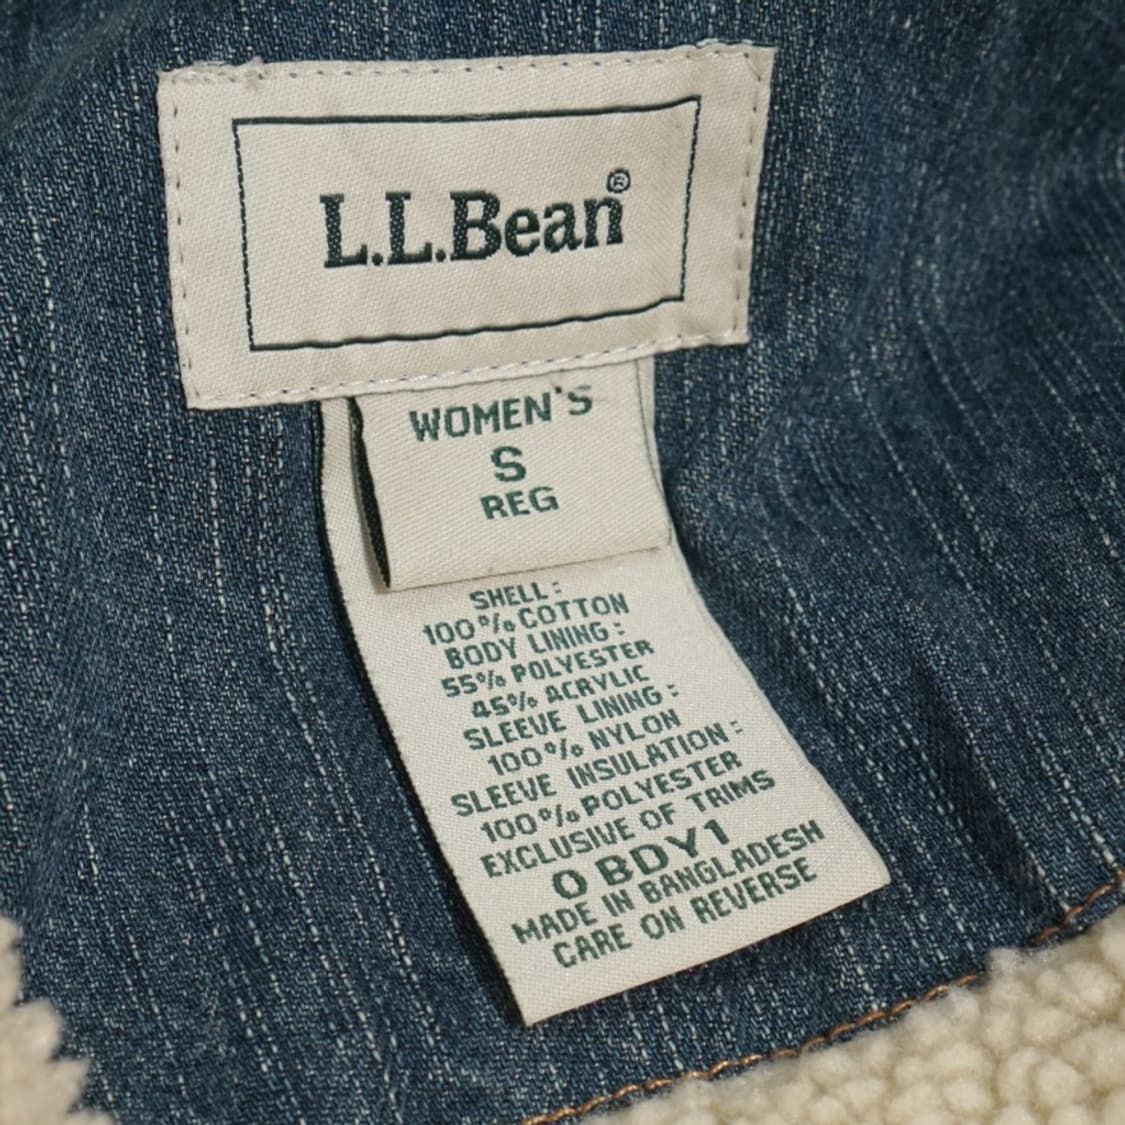 L.L.Bean®
WOMEN'S
S
REG
SHELL:
100% COTTON
BODY LINING:
55% POLYESTER
45% ACRYLIC
SLEEVE LINING:
100% NYLON
SLEEVE INSULATION:
100% POLYESTER
EXCLUSIVE OF TRIMS
0 BDY1
MADE IN BANGLADESH
CARE ON REVERSE